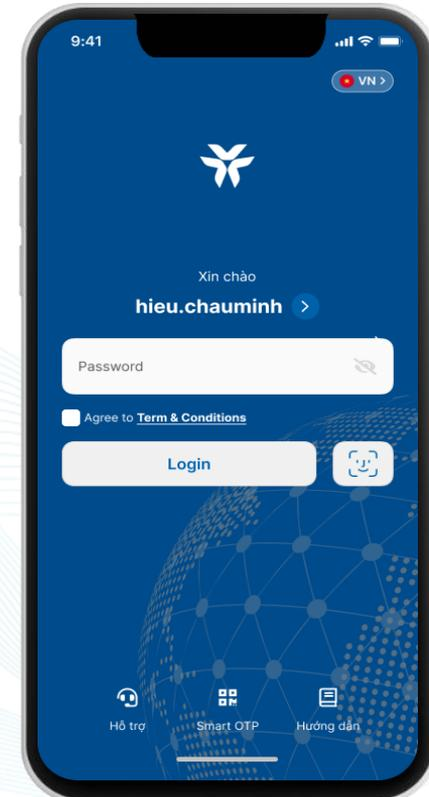 9:41
VN >
Xin chào
hieu.chauminh
Password
Agree to Term & Conditions
Login
Hỗ trợ Smart OTP Hướng dẫn